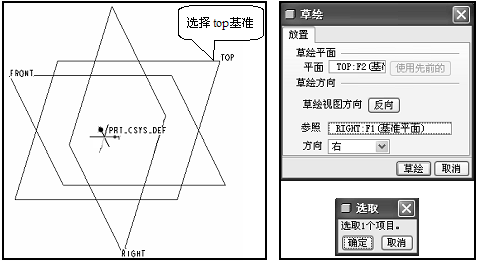 选择top基准
TOP
FRONT
PRT_CSYS_DEF
RIGHT
草绘
放置
草绘平面
平面 TOP:F2(基准 使用先前的
草绘方向
草绘视图方向 反向
参照 RIGHT:F1(基准平面)
方向 右
草绘 取消
选取
选取1个项目。
确定 取消